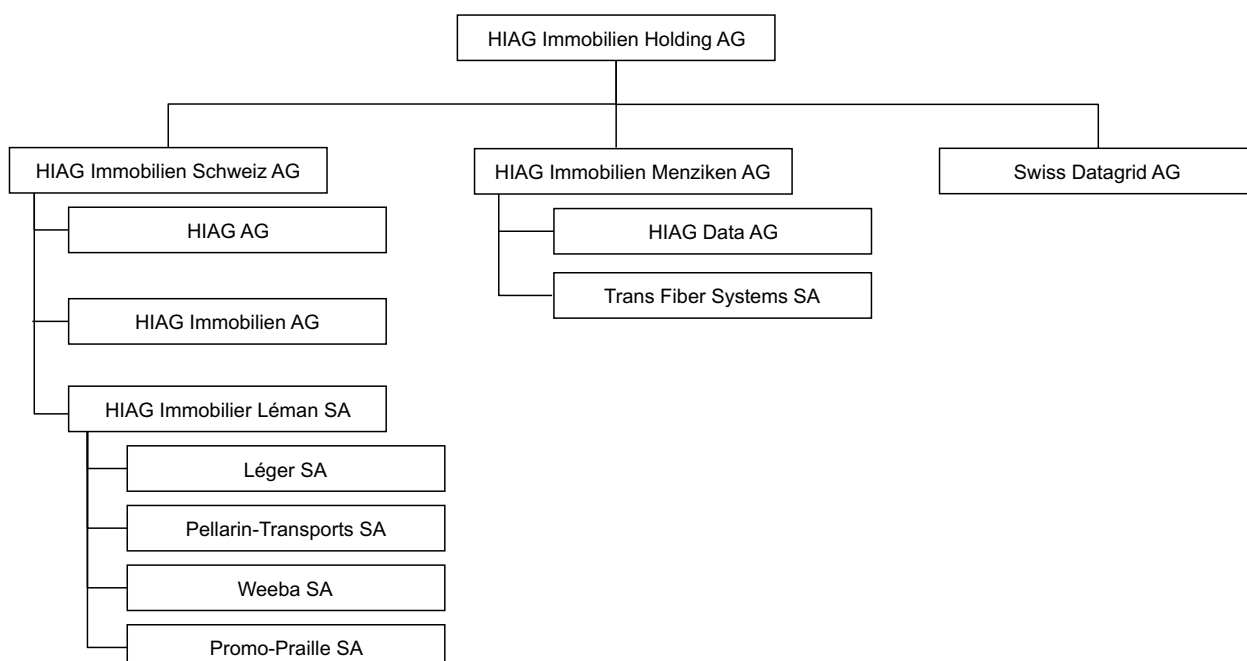 HIAG Immobilien Holding AG
HIAG Immobilien Schweiz AG
HIAG Immobilien Menziken AG
Swiss Datagrid AG
HIAG AG
HIAG Data AG
Trans Fiber Systems SA
HIAG Immobilien AG
HIAG Immobilier Léman SA
Léger SA
Pellarin-Transports SA
Weeba SA
Promo-Praille SA